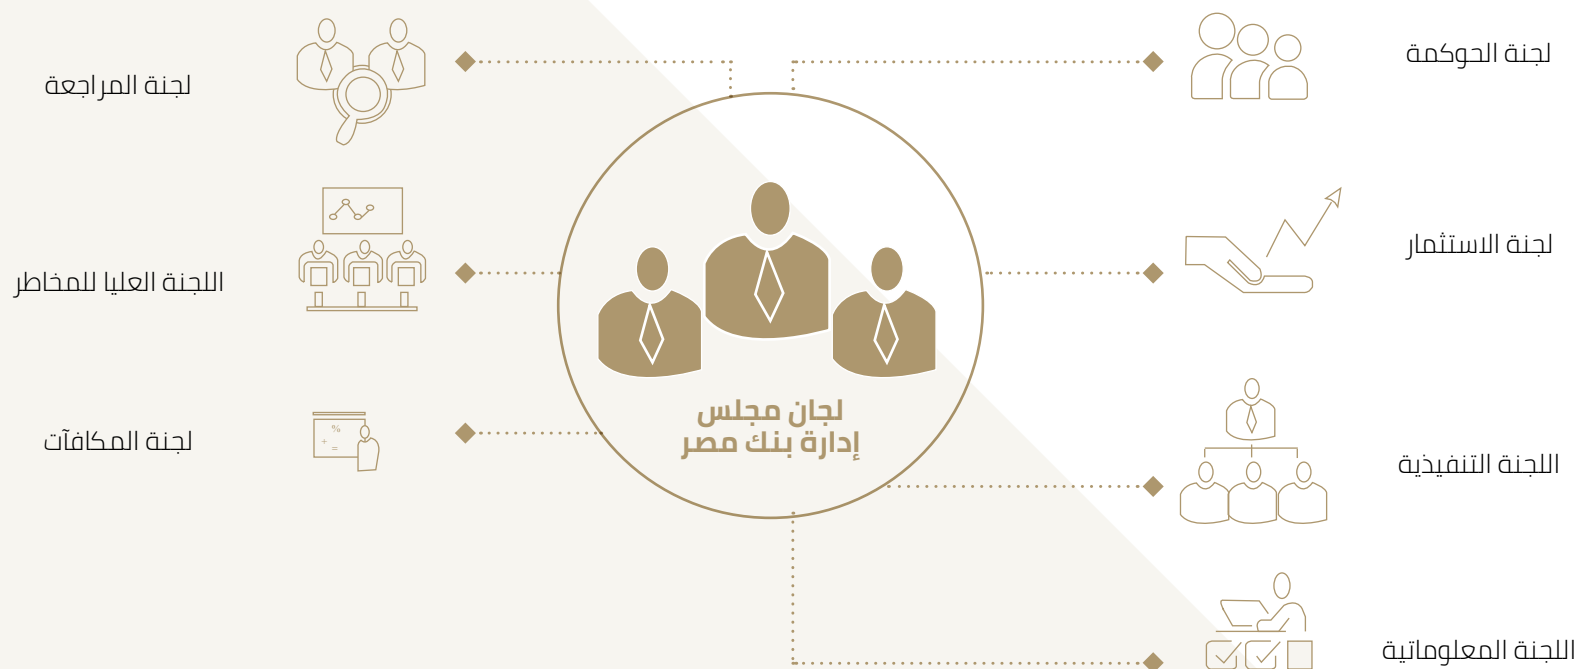 لجنة الحوكمة
لجنة المراجعة
لجنة الاستثمار
اللجنة العليا للمخاطر
لجان مجلس
إدارة بنك مصر
لجنة المكافآت
%
+
=
اللجنة التنفيذية
اللجنة المعلوماتية